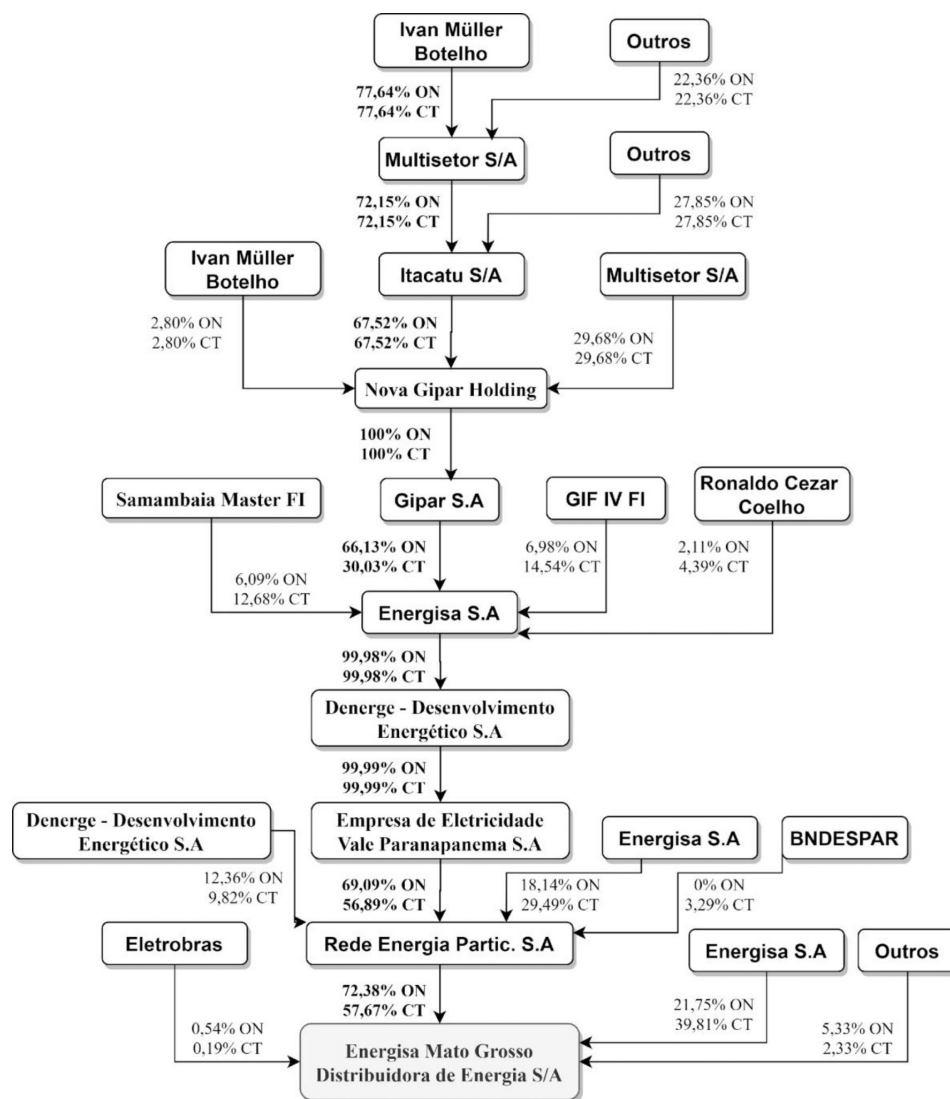 Ivan Müller
Botelho
Outros
77,64% ON
77,64% CT
22,36% ON
22,36% CT
Multisetor S/A
Outros
72,15% ON
72,15% CT
27,85% ON
27,85% CT
Ivan Müller
Botelho
Itacatu S/A
Multisetor S/A
2,80% ON
2,80% CT
67,52% ON
67,52% CT
29,68% ON
29,68% CT
Nova Gipar Holding
100% ON
100% CT
Samambaia Master FI
Gipar S.A
GIF IV FI
Ronaldo Cezar
Coelho
6,09% ON
12,68% CT
66,13% ON
30,03% CT
6,98% ON
14,54% CT
2,11% ON
4,39% CT
Energisa S.A
99,98% ON
99,98% CT
Denerge - Desenvolvimento
Energético S.A
99,99% ON
99,99% CT
Denerge - Desenvolvimento
Energético S.A
Empresa de Eletricidade
Vale Paranapanema S.A
Energisa S.A
BNDESPAR
12,36% ON
9,82% CT
69,09% ON
56,89% CT
18,14% ON
29,49% CT
0% ON
3,29% CT
Eletrobras
Rede Energia Partic. S.A
Energisa S.A
Outros
0,54% ON
0,19% CT
72,38% ON
57,67% CT
21,75% ON
39,81% CT
5,33% ON
2,33% CT
Energisa Mato Grosso
Distribuidora de Energia S/A